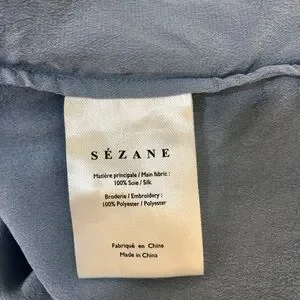 SÉZANE
Matière principale / Main fabric :
100% Soie / Silk
Broderie / Embroidery :
100% Polyester / Polyester
Fabriqué en Chine
Made in China